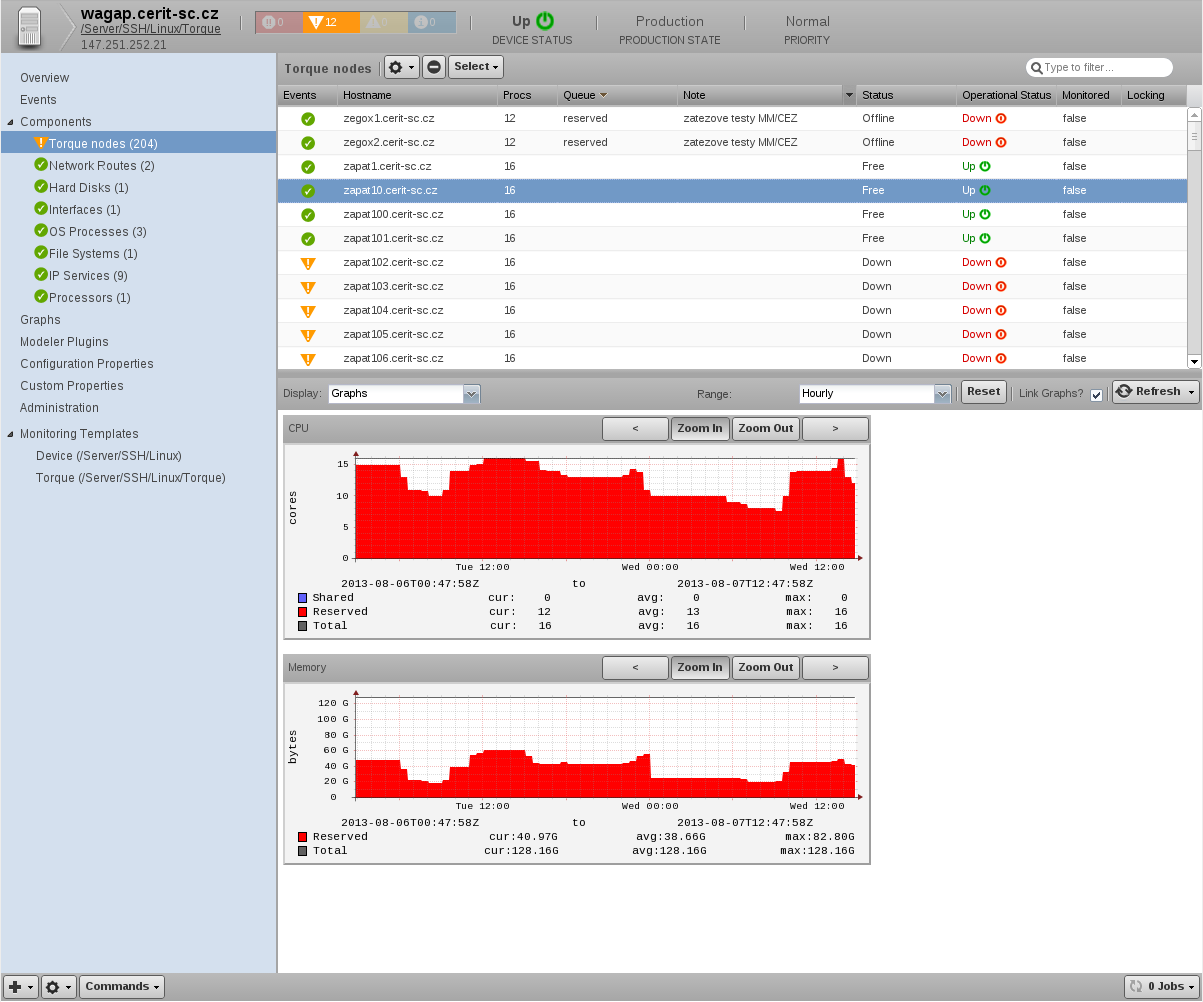 wagap.cerit-sc.cz
/Server/SSH/Linux/Torque
147.251.252.21
0 12 0 0
Up
DEVICE STATUS
Production
PRODUCTION STATE
Normal
PRIORITY
Overview
Events
Components
Torque nodes (204)
Network Routes (2)
Hard Disks (1)
Interfaces (1)
OS Processes (3)
File Systems (1)
IP Services (9)
Processors (1)
Graphs
Modeler Plugins
Configuration Properties
Custom Properties
Administration
Monitoring Templates
Device (/Server/SSH/Linux)
Torque (/Server/SSH/Linux/Torque)
Torque nodes Select Type to filter...
Events Hostname Procs Queue Note Status Operational Status Monitored Locking
zegox1.cerit-sc.cz 12 reserved zatezove testy MM/CEZ Offline Down false
zegox2.cerit-sc.cz 12 reserved zatezove testy MM/CEZ Offline Down false
zapat1.cerit-sc.cz 16 Free Up false
zapat10.cerit-sc.cz 16 Free Up false
zapat100.cerit-sc.cz 16 Free Up false
zapat101.cerit-sc.cz 16 Free Up false
zapat102.cerit-sc.cz 16 Down Down false
zapat103.cerit-sc.cz 16 Down Down false
zapat104.cerit-sc.cz 16 Down Down false
zapat105.cerit-sc.cz 16 Down Down false
zapat106.cerit-sc.cz 16 Down Down false
Display: Graphs Range: Hourly Reset Link Graphs? Refresh
CPU < Zoom In Zoom Out >
cores
15
10
5
0
Tue 12:00 Wed 00:00 Wed 12:00
2013-08-06T00:47:58Z to 2013-08-07T12:47:58Z
Shared cur: 0 avg: 0 max: 0
Reserved cur: 12 avg: 13 max: 16
Total cur: 16 avg: 16 max: 16
Memory < Zoom In Zoom Out >
bytes
120 G
100 G
80 G
60 G
40 G
20 G
0
Tue 12:00 Wed 00:00 Wed 12:00
2013-08-06T00:47:58Z to 2013-08-07T12:47:58Z
Reserved cur:40.97G avg:38.66G max:82.80G
Total cur:128.16G avg:128.16G max:128.16G
Commands
0 Jobs